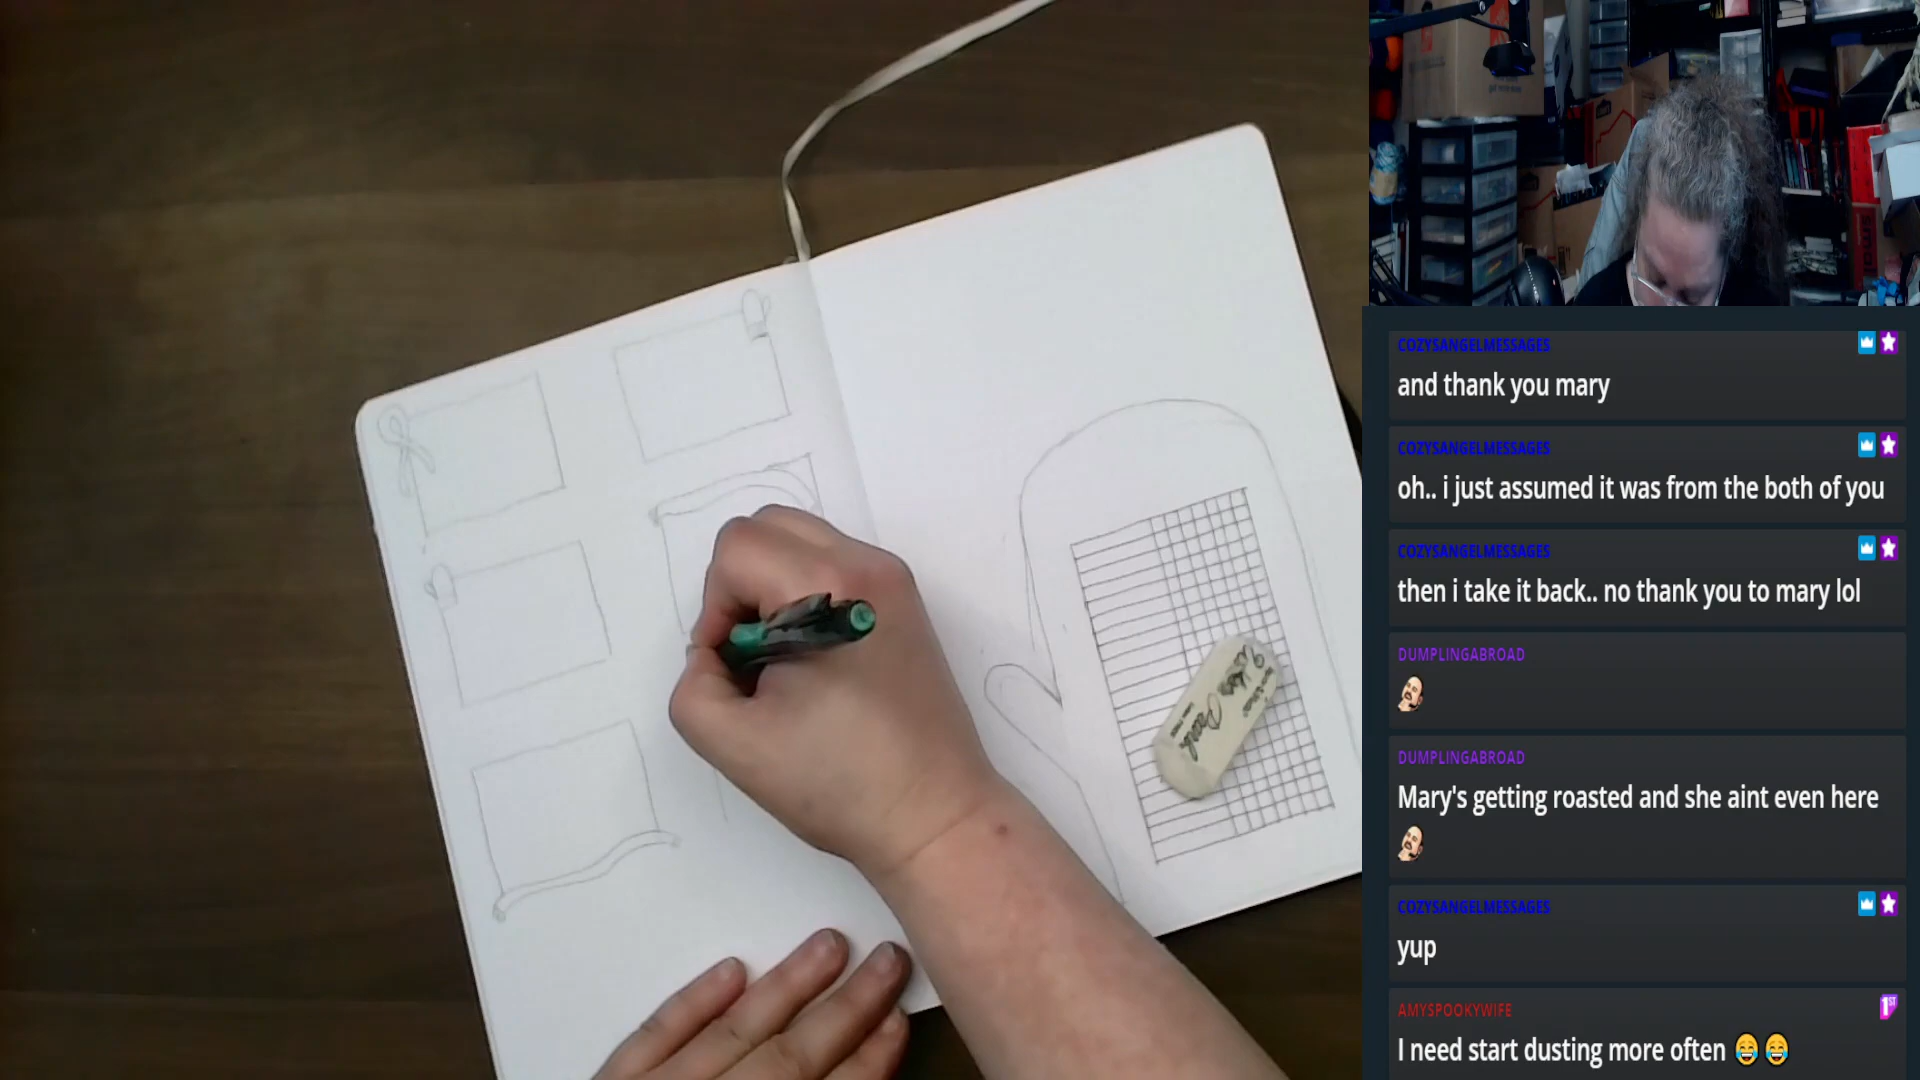 COZYSANGELMESSAGES
and thank you mary
COZYSANGELMESSAGES
oh.. i just assumed it was from the both of you
COZYSANGELMESSAGES
then i take it back.. no thank you to mary lol
DUMPLINGABROAD
DUMPLINGABROAD
Mary's getting roasted and she aint even here
COZYSANGELMESSAGES
yup
AMYSPOOKYWIFE
1ST
I need start dusting more often 😂😂
Pearl